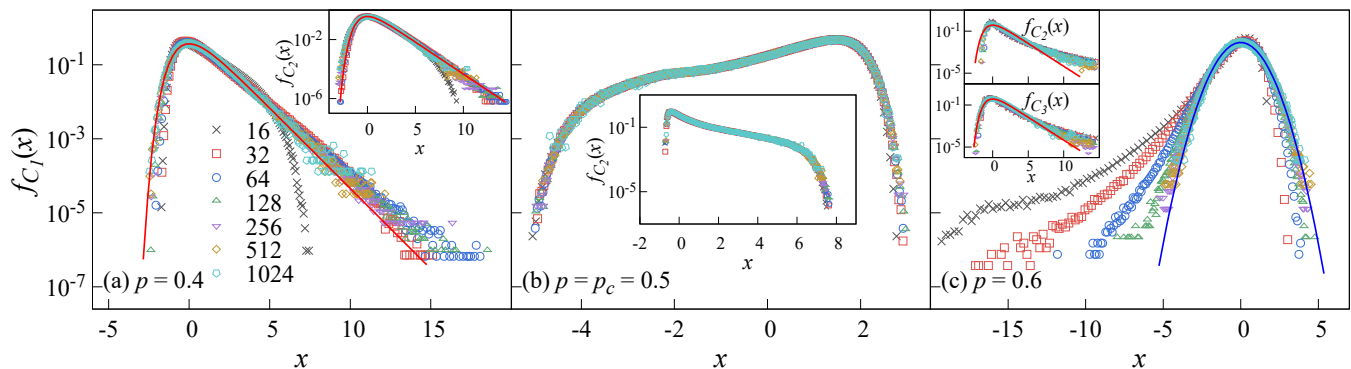 f_{C_1}(x)
10^{-1}
10^{-3}
10^{-5}
10^{-7}
16
32
64
128
256
512
1024
(a) p = 0.4
-5 0 5 10 15
x
f_{C_2}(x)
10^{-2}
10^{-6}
0 5 10
x
(b) p = p_c = 0.5
-4 -2 0 2
x
f_{C_2}(x)
10^{-1}
10^{-5}
-2 0 2 4 6 8
x
(c) p = 0.6
-15 -10 -5 0 5
x
f_{C_2}(x)
10^{-1}
10^{-5}
0 5 10
f_{C_3}(x)
10^{-1}
10^{-5}
0 5 10
x